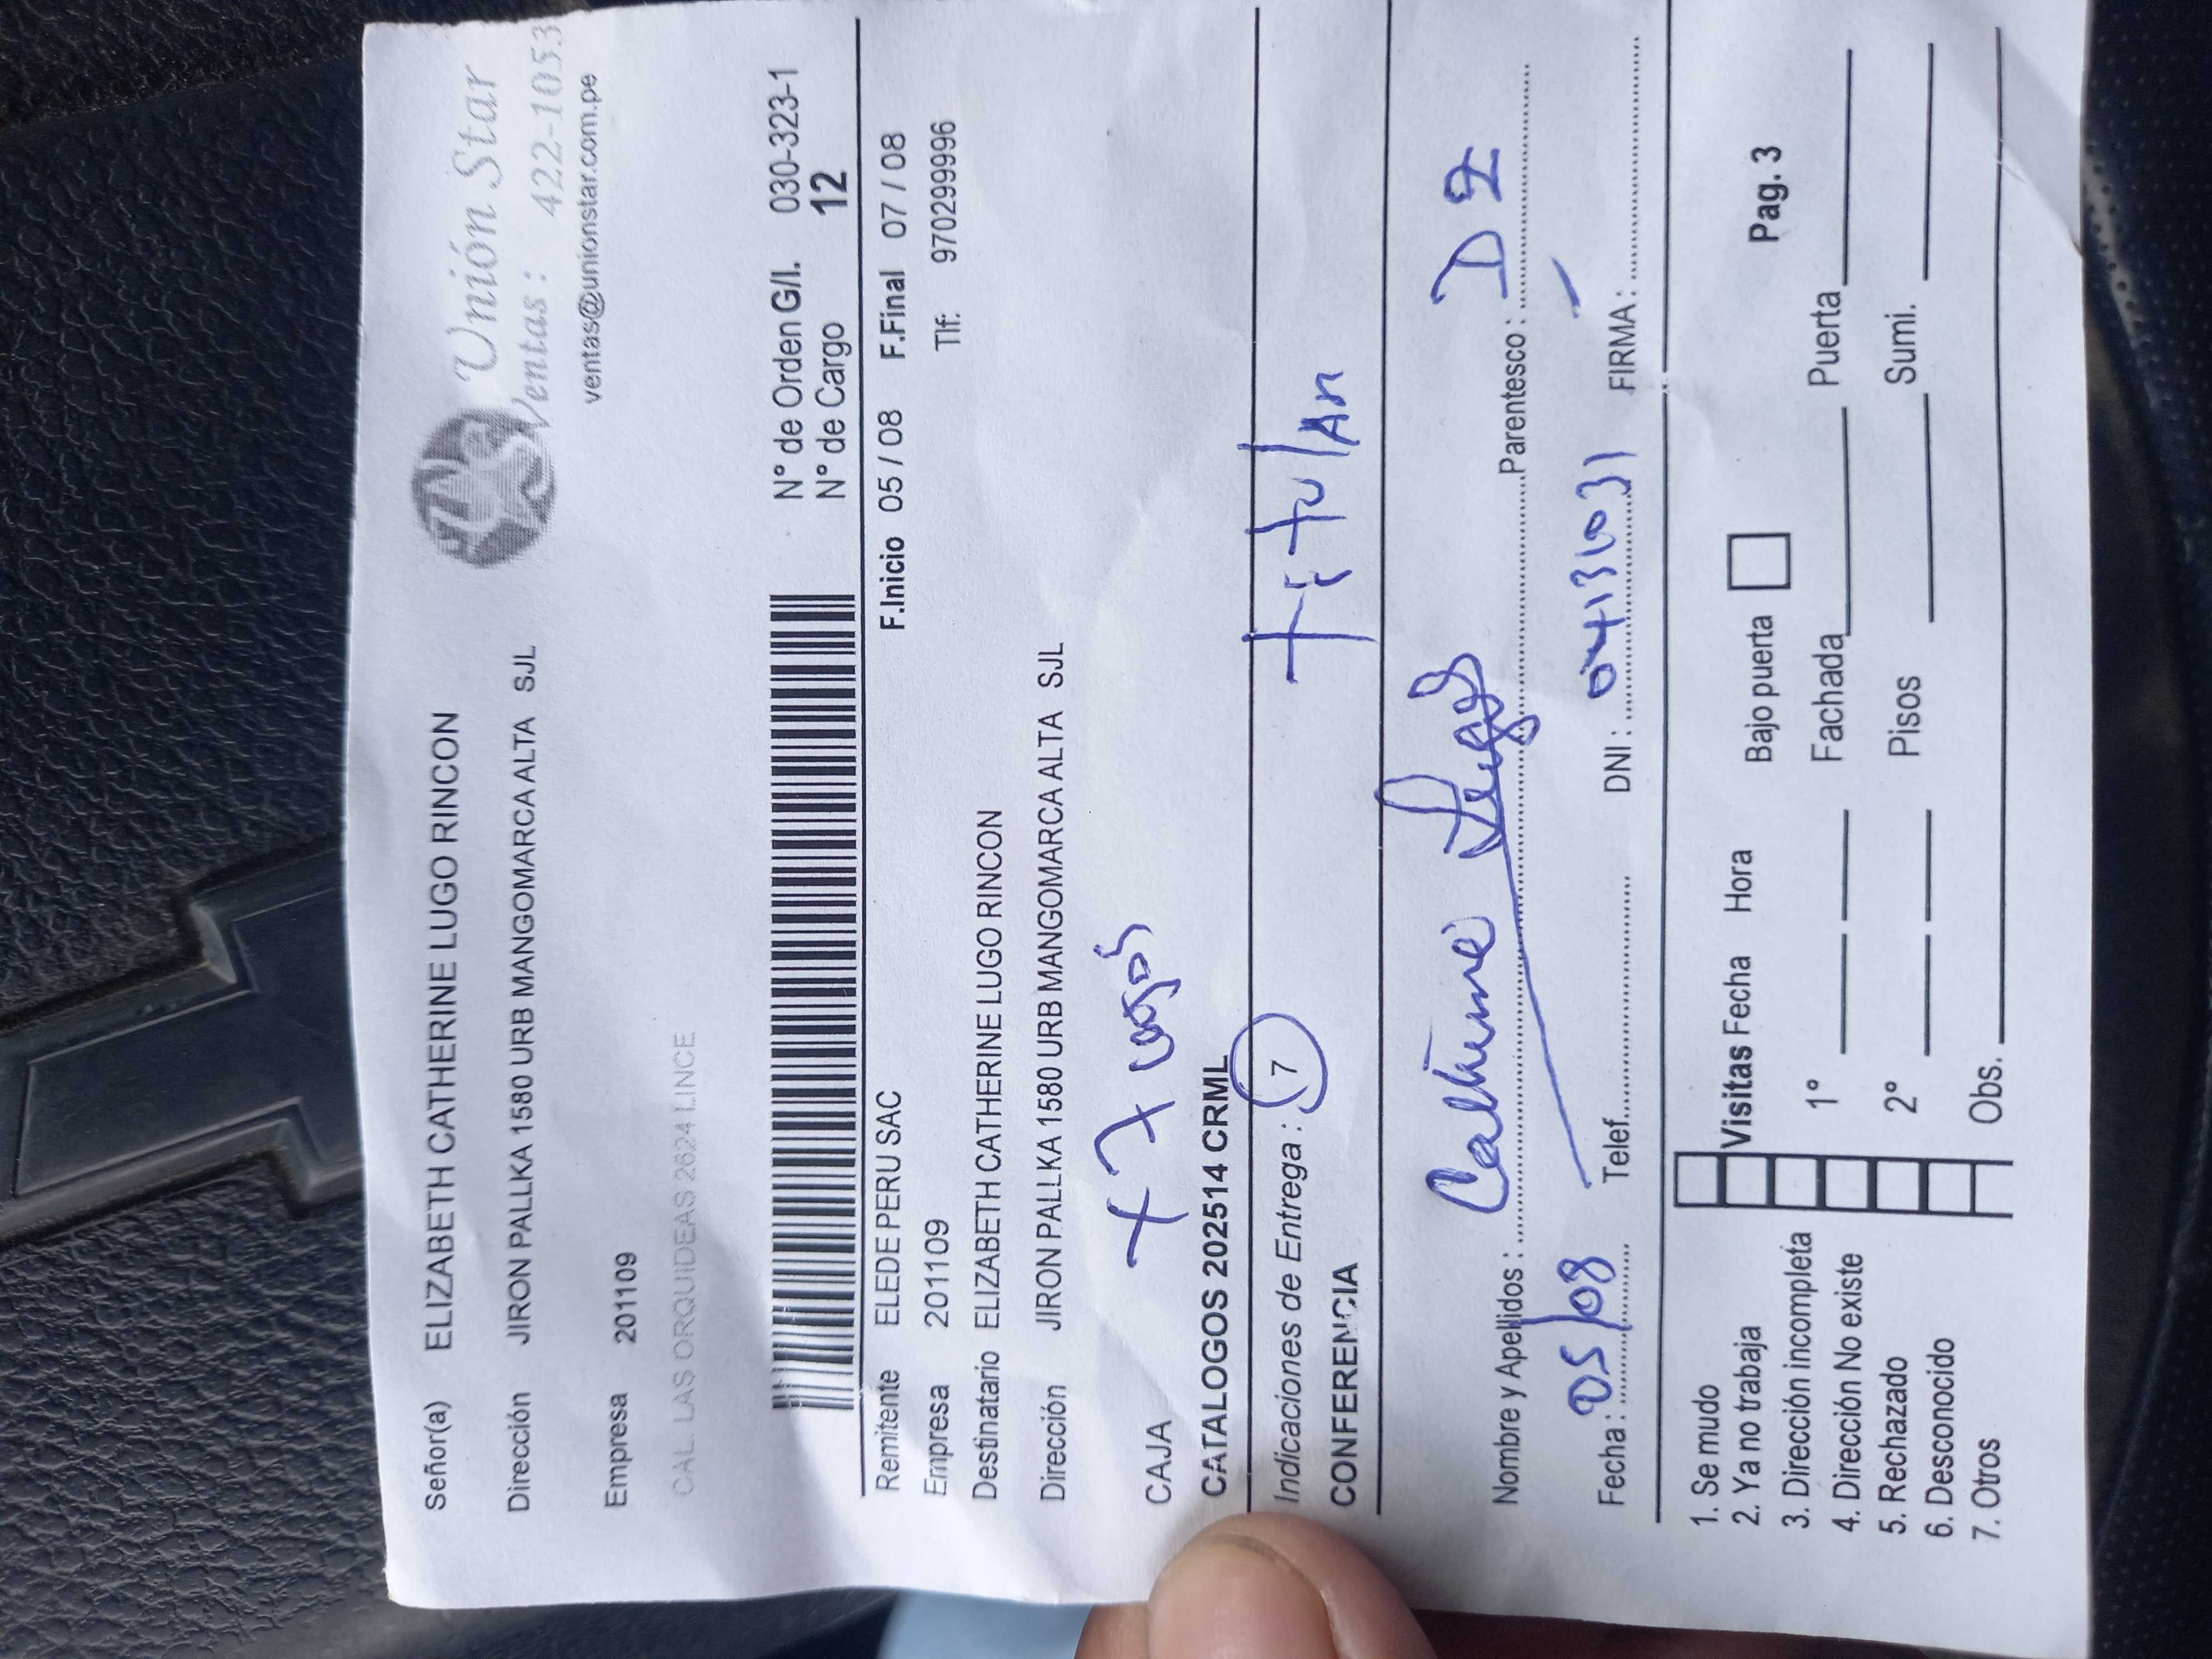 Unión Star
Ventas : 422-1053
ventas@unionstar.com.pe
Señor(a) ELIZABETH CATHERINE LUGO RINCON
Dirección JIRON PALLKA 1580 URB MANGOMARCA ALTA SJL
Empresa 201109
CAL. LAS ORQUIDEAS 2624 LINCE
N° de Orden G/I. 030-323-1
N° de Cargo 12
F.Inicio 05 / 08 F.Final 07 / 08
Remitente ELEDE PERU SAC
Empresa 201109 Tlf: 970299996
Destinatario ELIZABETH CATHERINE LUGO RINCON
Dirección JIRON PALLKA 1580 URB MANGOMARCA ALTA SJL
CAJA
CATALOGOS 202514 CRML
Indicaciones de Entrega : 7 titular
CONFERENCIA
Nombre y Apellidos : Catherine Lugo Parentesco : D2
Fecha : 05/08 Telef. DNI : FIRMA :
1. Se mudo
2. Ya no trabaja
3. Dirección incompleta
4. Dirección No existe
5. Rechazado
6. Desconocido
7. Otros
Visitas Fecha Hora Bajo puerta Pag. 3
1° Fachada Puerta
2° Pisos Sumi.
Obs.